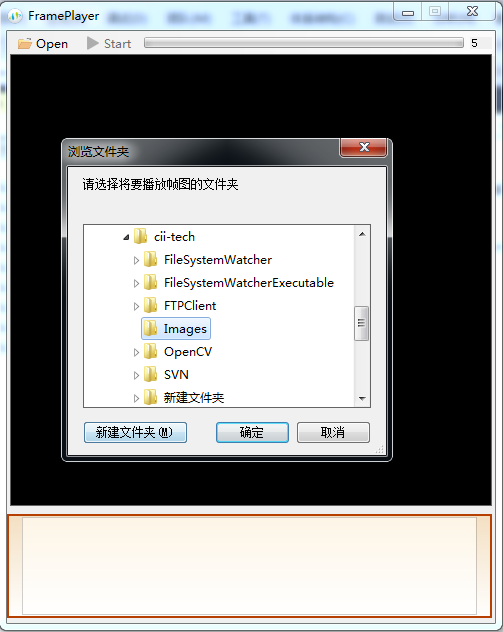 FramePlayer
Open Start 5
浏览文件夹
请选择将要播放帧图的文件夹
cii-tech
FileSystemWatcher
FileSystemWatcherExecutable
FTPClient
Images
OpenCV
SVN
新建文件夹
新建文件夹(M) 确定 取消